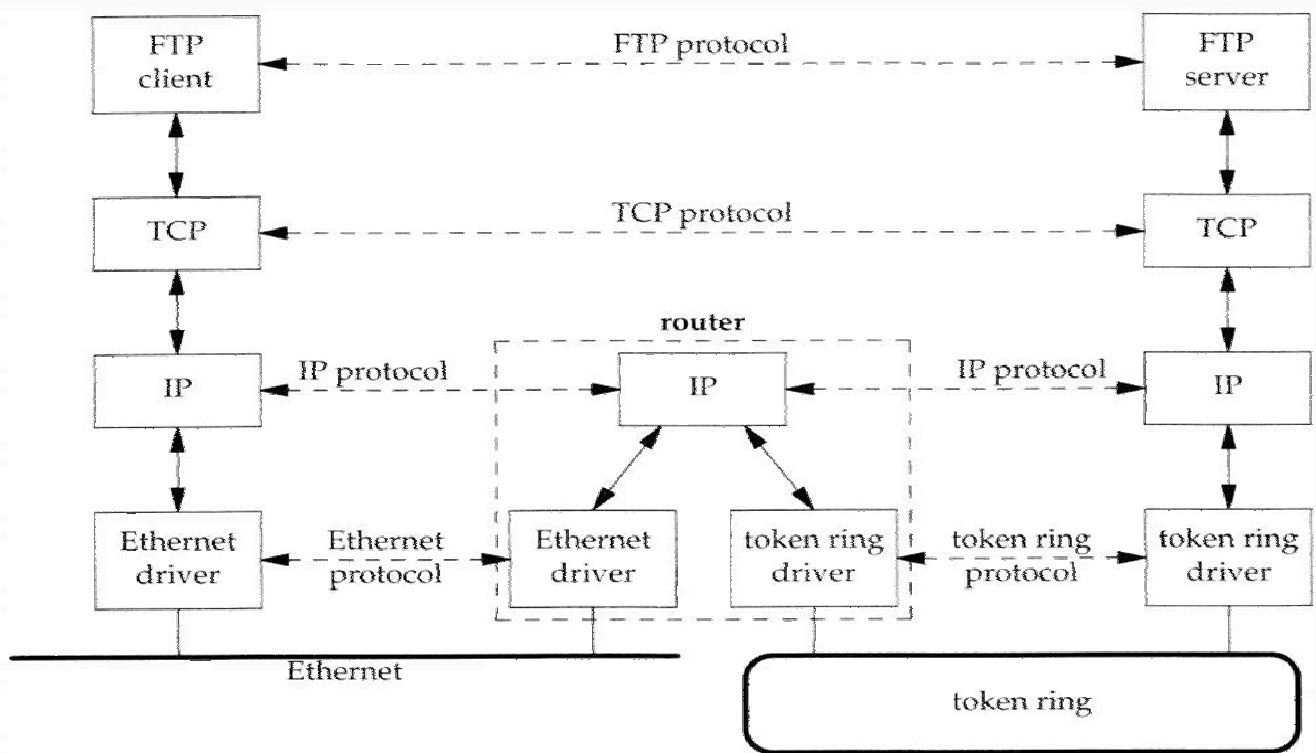 FTP
client
FTP protocol
FTP
server
TCP
TCP protocol
TCP
router
IP
IP protocol
IP
IP protocol
IP
Ethernet
driver
Ethernet
protocol
Ethernet
driver
token ring
driver
token ring
protocol
token ring
driver
Ethernet
token ring